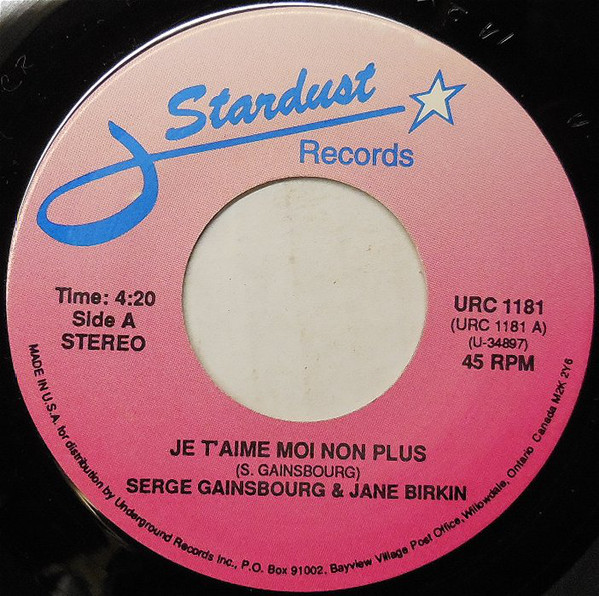 Stardust
Records
Time: 4:20
Side A
STEREO
URC 1181
(URC 1181 A)
(U-34897)
45 RPM
JE T'AIME MOI NON PLUS
(S. GAINSBOURG)
SERGE GAINSBOURG & JANE BIRKIN
MADE IN U.S.A. for distribution by Underground Records Inc., P.O. Box 91002, Bayview Village Post Office, Willowdale, Ontario Canada M2K 2Y6